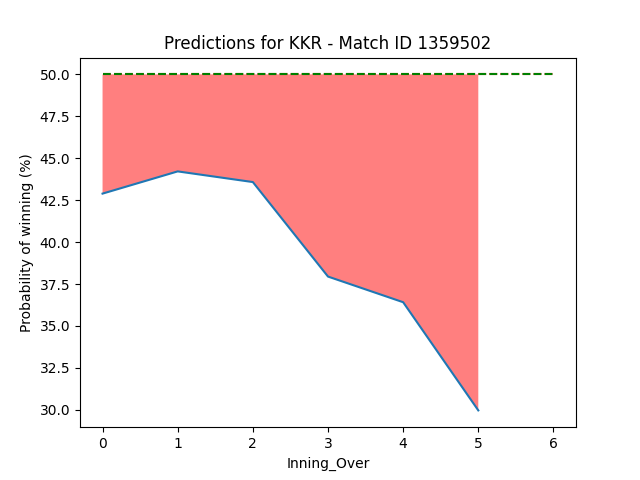 Predictions for KKR - Match ID 1359502
Probability of winning (%)
50.0
47.5
45.0
42.5
40.0
37.5
35.0
32.5
30.0
0 1 2 3 4 5 6
Inning_Over